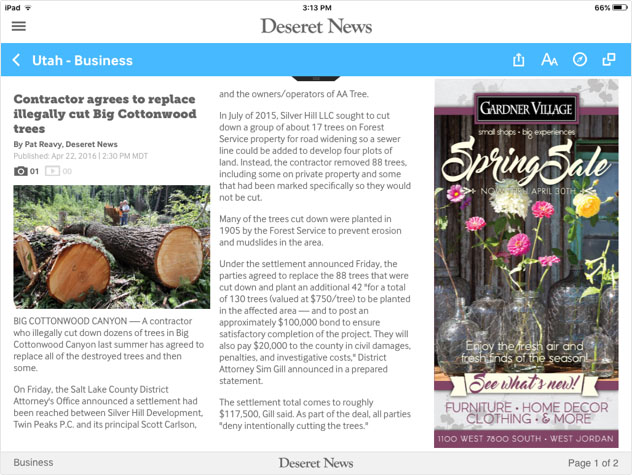 iPad
3:13 PM
66%
Deseret News
Utah - Business
AA
Contractor agrees to replace
illegally cut Big Cottonwood
trees
By Pat Reavy, Deseret News
Published: Apr 22, 2016 | 2:30 PM MDT
01 00
BIG COTTONWOOD CANYON — A contractor
who illegally cut down dozens of trees in Big
Cottonwood Canyon last summer has agreed to
replace all of the destroyed trees and then
some.
On Friday, the Salt Lake County District
Attorney's Office announced a settlement had
been reached between Silver Hill Development,
Twin Peaks P.C. and its principal Scott Carlson,
and the owners/operators of AA Tree.
In July of 2015, Silver Hill LLC sought to cut
down a group of about 17 trees on Forest
Service property for road widening so a sewer
line could be added to develop four plots of
land. Instead, the contractor removed 88 trees,
including some on private property and some
that had been marked specifically so they would
not be cut.
Many of the trees cut down were planted in
1905 by the Forest Service to prevent erosion
and mudslides in the area.
Under the settlement announced Friday, the
parties agreed to replace the 88 trees that were
cut down and plant an additional 42 "for a total
of 130 trees (valued at $750/tree) to be planted
in the affected area — and to post an
approximately $100,000 bond to ensure
satisfactory completion of the project. They will
also pay $20,000 to the county in civil damages,
penalties, and investigative costs," District
Attorney Sim Gill announced in a prepared
statement.
The settlement total comes to roughly
$117,500, Gill said. As part of the deal, all parties
"deny intentionally cutting the trees."
GARDNER VILLAGE
small shops • big experiences
Spring Sale
APRIL 30TH
Enjoy the fresh air and
fresh finds of the season!
See what's new!
FURNITURE • HOME DECOR
CLOTHING • & MORE
1100 WEST 7800 SOUTH • WEST JORDAN
Business
Deseret News
Page 1 of 2